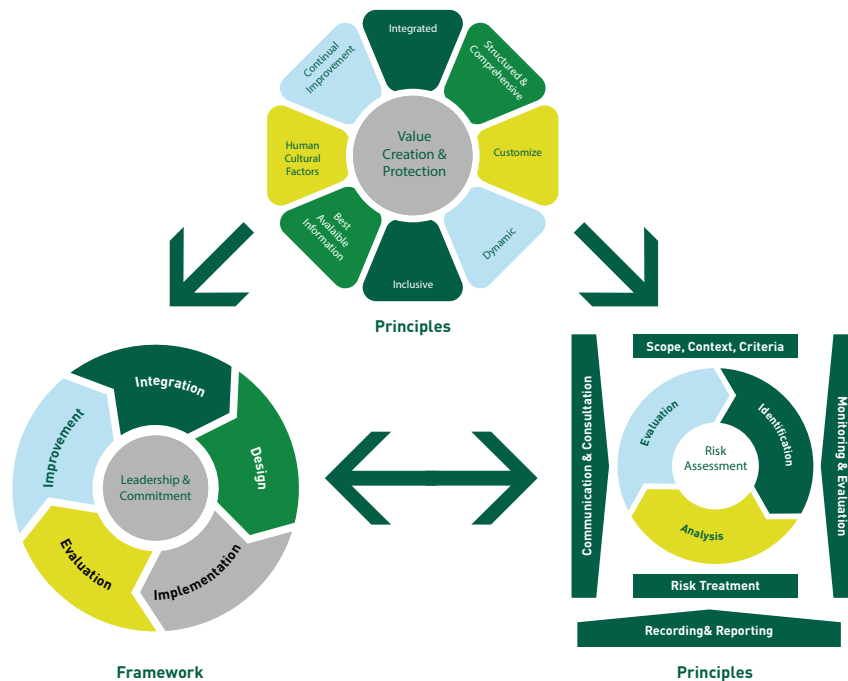 Integrated
Structured &
Comprehensive
Customize
Dynamic
Inclusive
Best
Avalaible
Information
Human
Cultural
Factors
Continual
Improvement
Value
Creation &
Protection
Principles
Integration
Design
Implementation
Evaluation
Improvement
Leadership &
Commitment
Framework
Scope, Context, Criteria
Communication & Consultation
Evaluation
Identification
Analysis
Risk
Assessment
Monitoring & Evaluation
Risk Treatment
Recording& Reporting
Principles